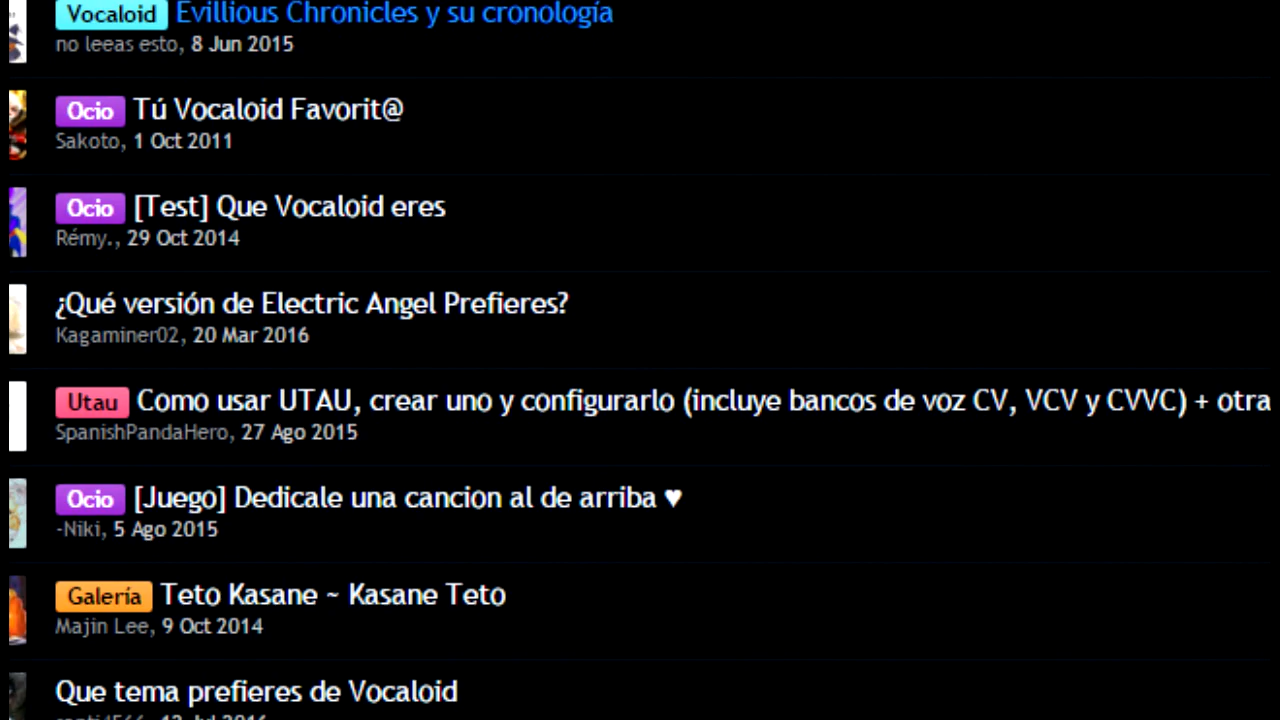 Vocaloid Evillious Chronicles y su cronología
no leeas esto, 8 Jun 2015
Ocio Tú Vocaloid Favorit@
Sakoto, 1 Oct 2011
Ocio [Test] Que Vocaloid eres
Rémy., 29 Oct 2014
¿Qué versión de Electric Angel Prefieres?
Kagaminer02, 20 Mar 2016
Utau Como usar UTAU, crear uno y configurarlo (incluye bancos de voz CV, VCV y CVVC) + otra
SpanishPandaHero, 27 Ago 2015
Ocio [Juego] Dedicale una cancion al de arriba ♥
-Niki, 5 Ago 2015
Galería Teto Kasane ~ Kasane Teto
Majin Lee, 9 Oct 2014
Que tema prefieres de Vocaloid